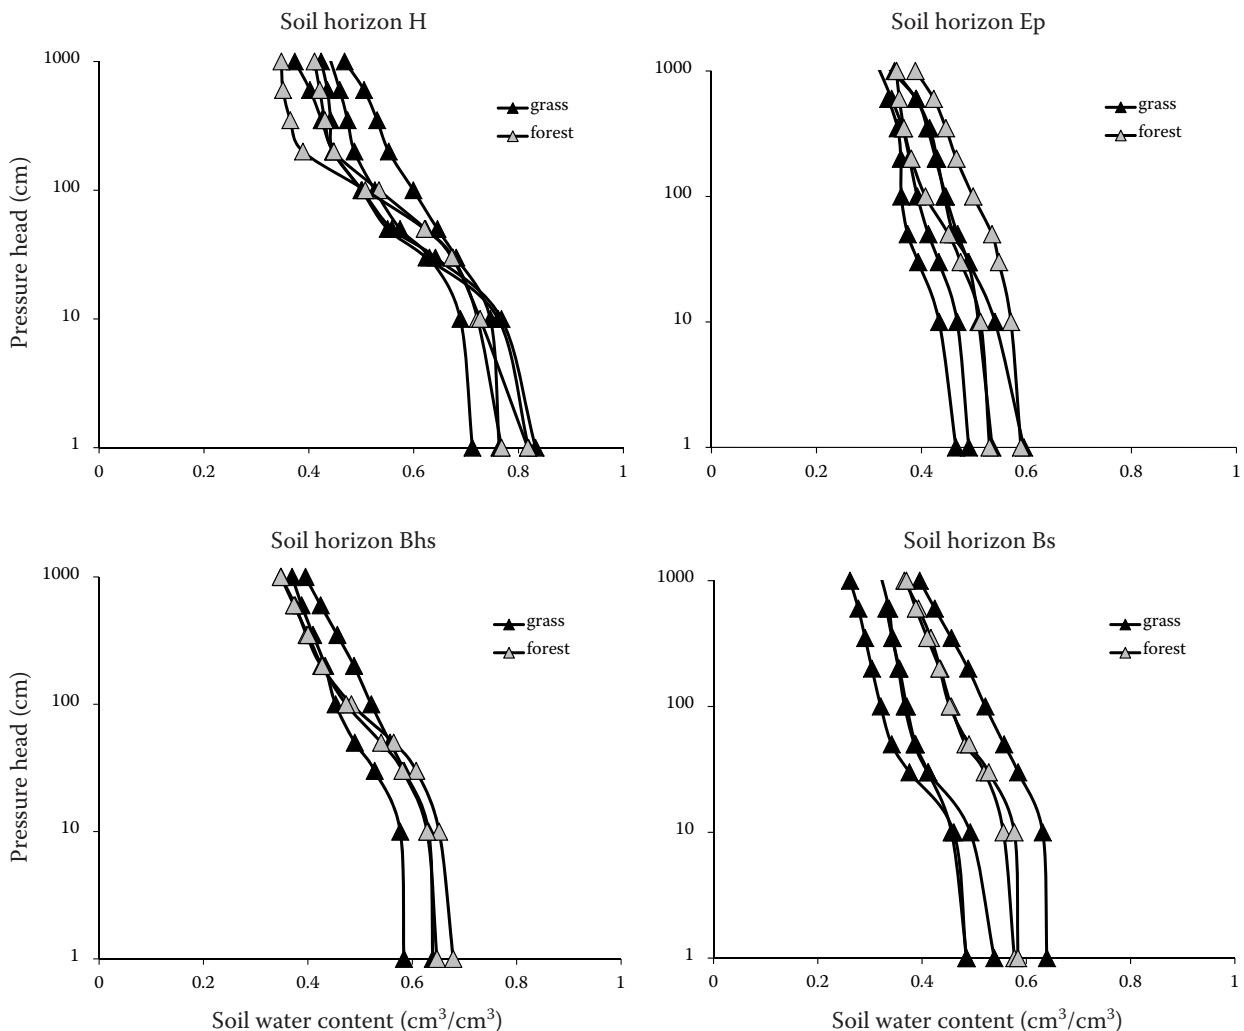 Soil horizon H
Pressure head (cm)
1000
100
10
1
0 0.2 0.4 0.6 0.8 1
grass
forest
Soil horizon Ep
1000
100
10
1
0 0.2 0.4 0.6 0.8 1
grass
forest
Soil horizon Bhs
Pressure head (cm)
1000
100
10
1
0 0.2 0.4 0.6 0.8 1
grass
forest
Soil water content (cm³/cm³)
Soil horizon Bs
1000
100
10
1
0 0.2 0.4 0.6 0.8 1
grass
forest
Soil water content (cm³/cm³)